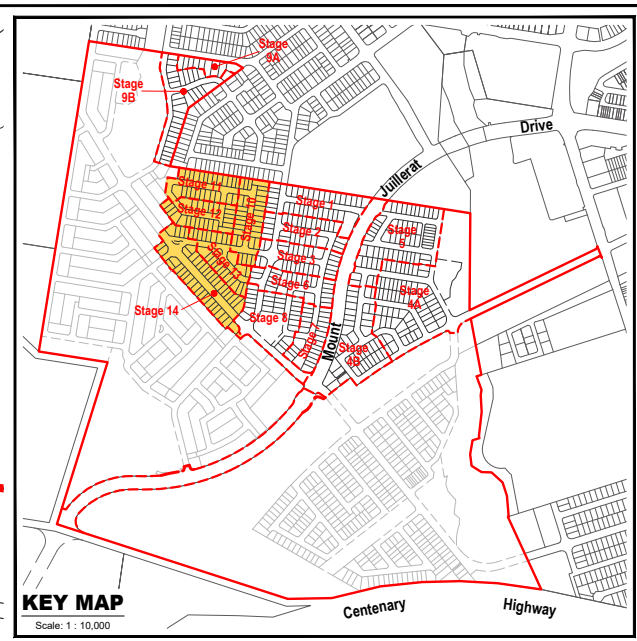 Stage
9A
Stage
9B
Drive
Juillerat
Stage 11
Stage 12
Stage 10
Stage 1
Stage 2
Stage
5
Stage 3
Stage 13
Stage 6
Stage
4A
Stage 14
Stage 8
Stage 7
Mount
Stage
4B
KEY MAP
Scale: 1 : 10,000
Centenary
Highway